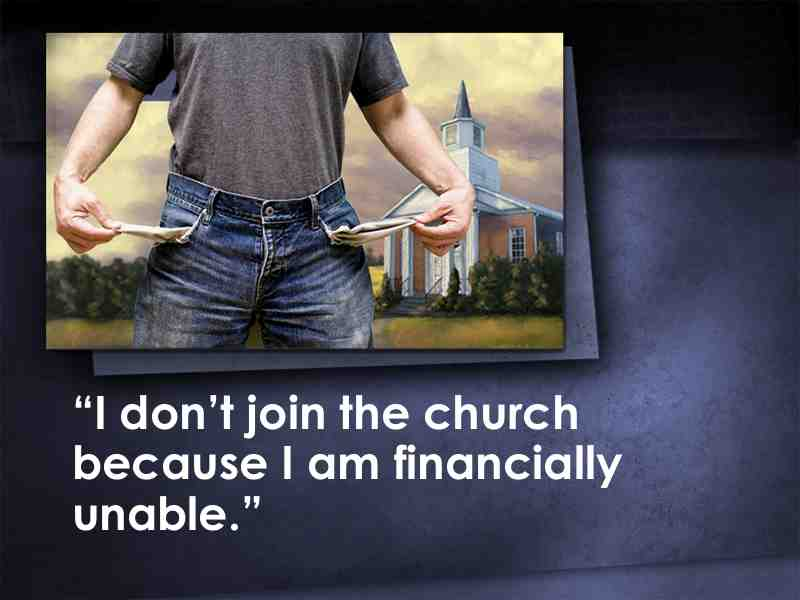 “I don’t join the church
because I am financially
unable.”